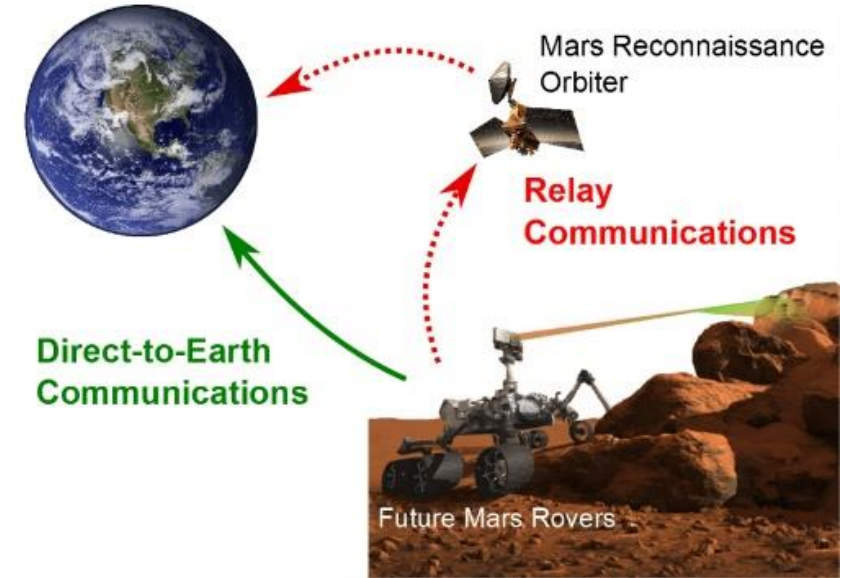 Mars Reconnaissance
Orbiter
Relay
Communications
Direct-to-Earth
Communications
Future Mars Rovers